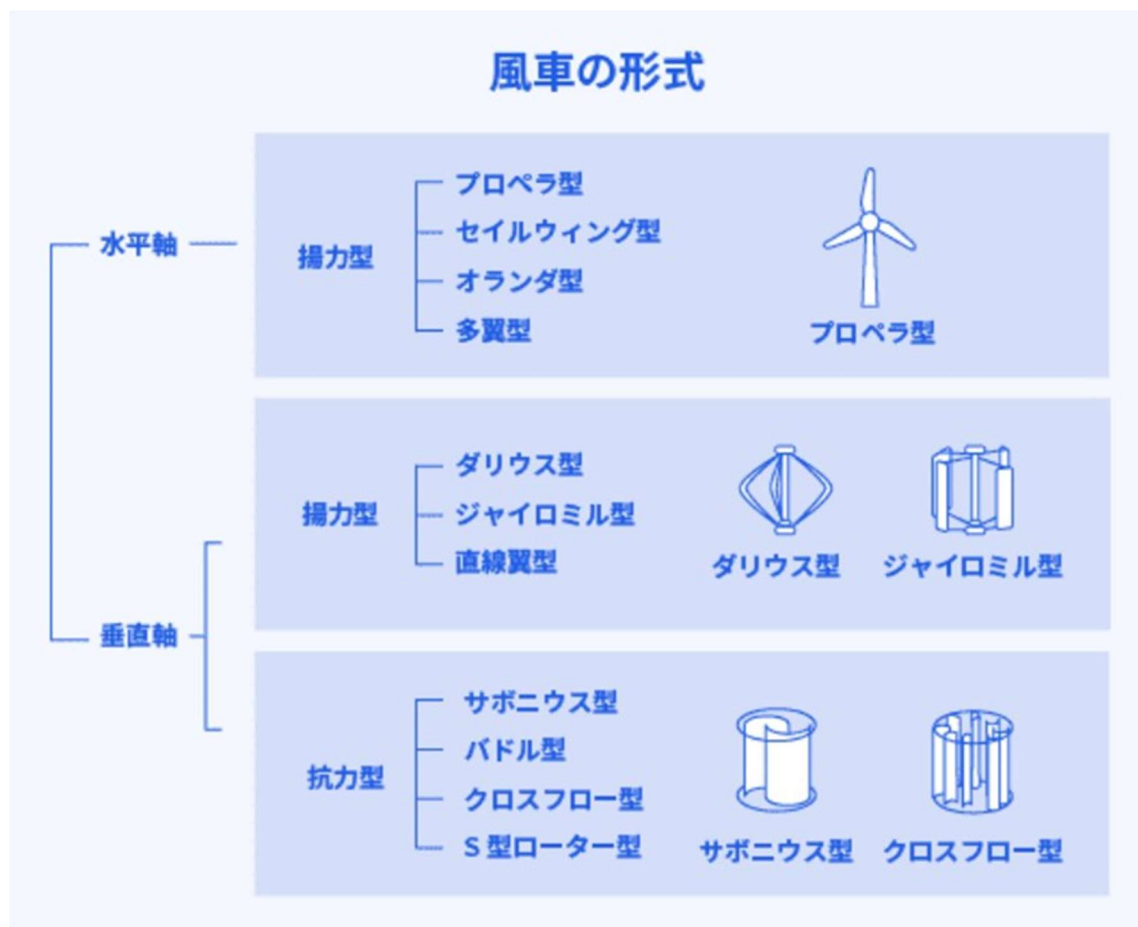 風車の形式
水平軸
揚力型
プロペラ型
セイルウィング型
オランダ型
多翼型
プロペラ型
垂直軸
揚力型
ダリウス型
ジャイロミル型
直線翼型
ダリウス型
ジャイロミル型
抗力型
サボニウス型
バドル型
クロスフロー型
S 型ローター型
サボニウス型
クロスフロー型